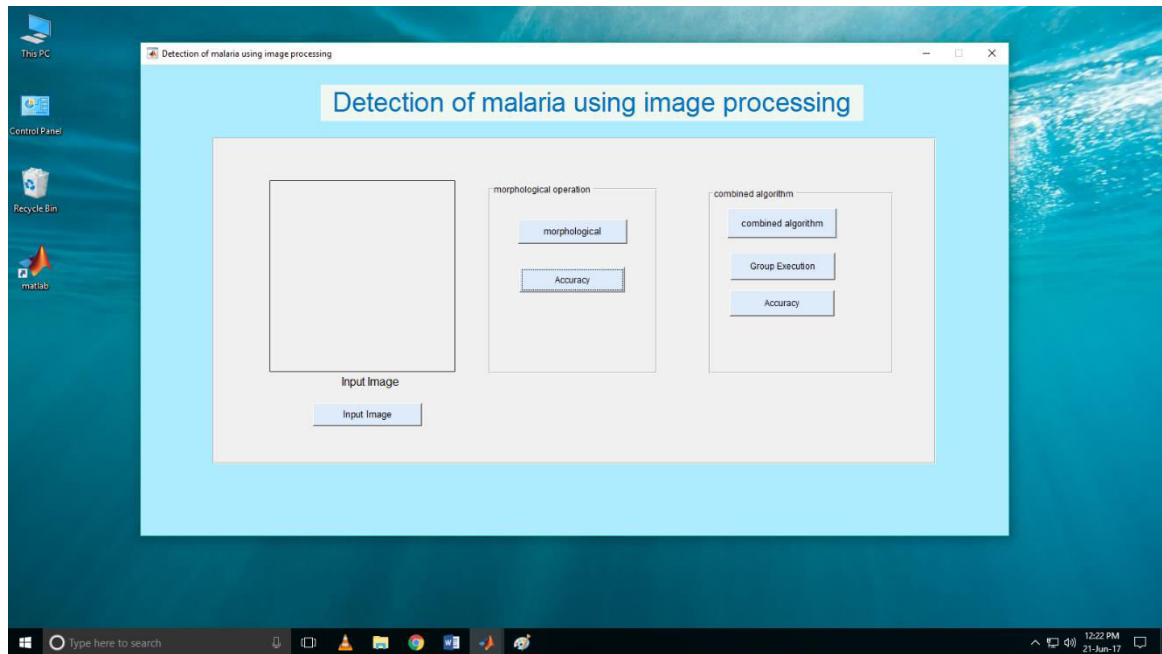 This PC
Control Panel
Recycle Bin
matlab
Detection of malaria using image processing
Detection of malaria using image processing
Input Image
Input Image
morphological operation
morphological
Accuracy
combined algorithm
combined algorithm
Group Execution
Accuracy
Type here to search
12:22 PM
21-Jun-17